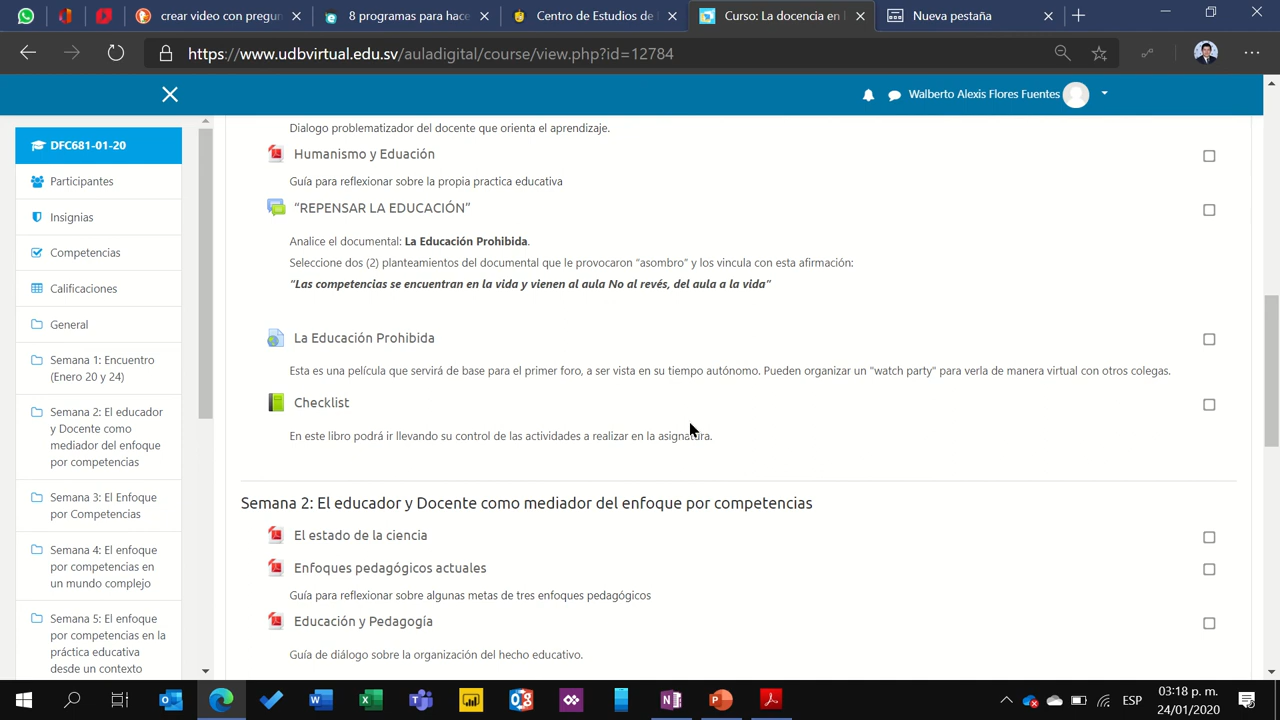 crear video con pregun
8 programas para hace
Centro de Estudios de
Curso: La docencia en
Nueva pestaña
https://www.udbvirtual.edu.sv/auladigital/course/view.php?id=12784
Walberto Alexis Flores Fuentes
DFC681-01-20
Participantes
Insignias
Competencias
Calificaciones
General
Semana 1: Encuentro
(Enero 20 y 24)
Semana 2: El educador
y Docente como
mediador del enfoque
por competencias
Semana 3: El Enfoque
por Competencias
Semana 4: El enfoque
por competencias en
un mundo complejo
Semana 5: El enfoque
por competencias en la
práctica educativa
desde un contexto
Dialogo problematizador del docente que orienta el aprendizaje.
Humanismo y Eduación
Guía para reflexionar sobre la propia practica educativa
“REPENSAR LA EDUCACIÓN”
Analice el documental: La Educación Prohibida.
Seleccione dos (2) planteamientos del documental que le provocaron “asombro” y los vincula con esta afirmación:
“Las competencias se encuentran en la vida y vienen al aula No al revés, del aula a la vida”
La Educación Prohibida
Esta es una película que servirá de base para el primer foro, a ser vista en su tiempo autónomo. Pueden organizar un "watch party" para verla de manera virtual con otros colegas.
Checklist
En este libro podrá ir llevando su control de las actividades a realizar en la asignatura.
Semana 2: El educador y Docente como mediador del enfoque por competencias
El estado de la ciencia
Enfoques pedagógicos actuales
Guía para reflexionar sobre algunas metas de tres enfoques pedagógicos
Educación y Pedagogía
Guía de diálogo sobre la organización del hecho educativo.
ESP
03:18 p. m.
24/01/2020